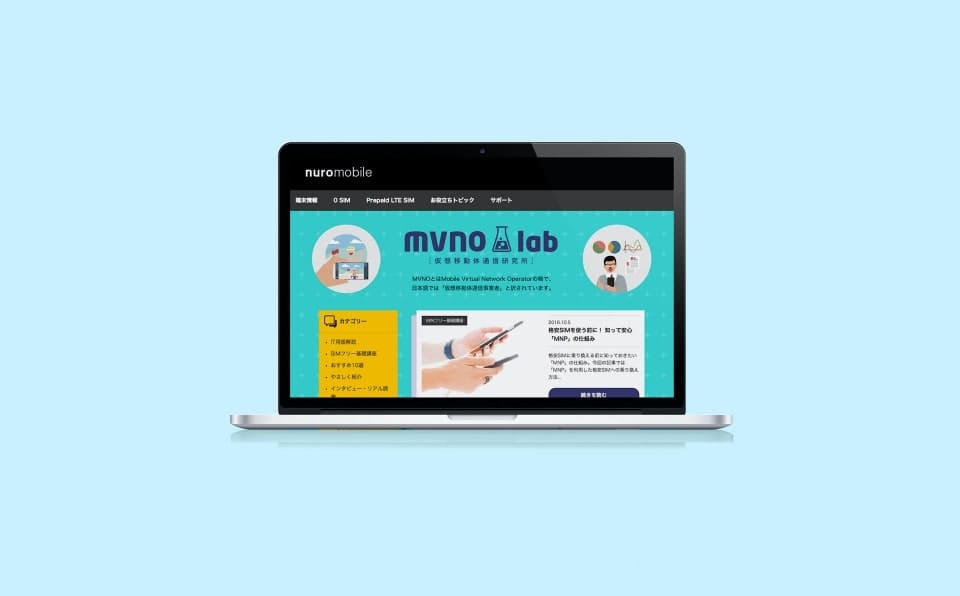 nuromobile
端末情報 0 SIM Prepaid LTE SIM お役立ちトピック サポート
mvno lab
[仮想移動体通信研究所]
MVNOとはMobile Virtual Network Operatorの略で、
日本語では「仮想移動体通信事業者」と訳されています。
カテゴリー
IT用語解説
SIMフリー基礎講座
おすすめ10選
やさしく紹介
インタビュー・リアル調
SIMフリー基礎講座
2016.10.5
格安SIMを使う前に！ 知って安心
「MNP」の仕組み
格安SIMに乗り換える前に知っておきたい
「MNP」の仕組み。今回の記事では
「MNP」を利用した格安SIMへの乗り換え
方法...
続きを読む